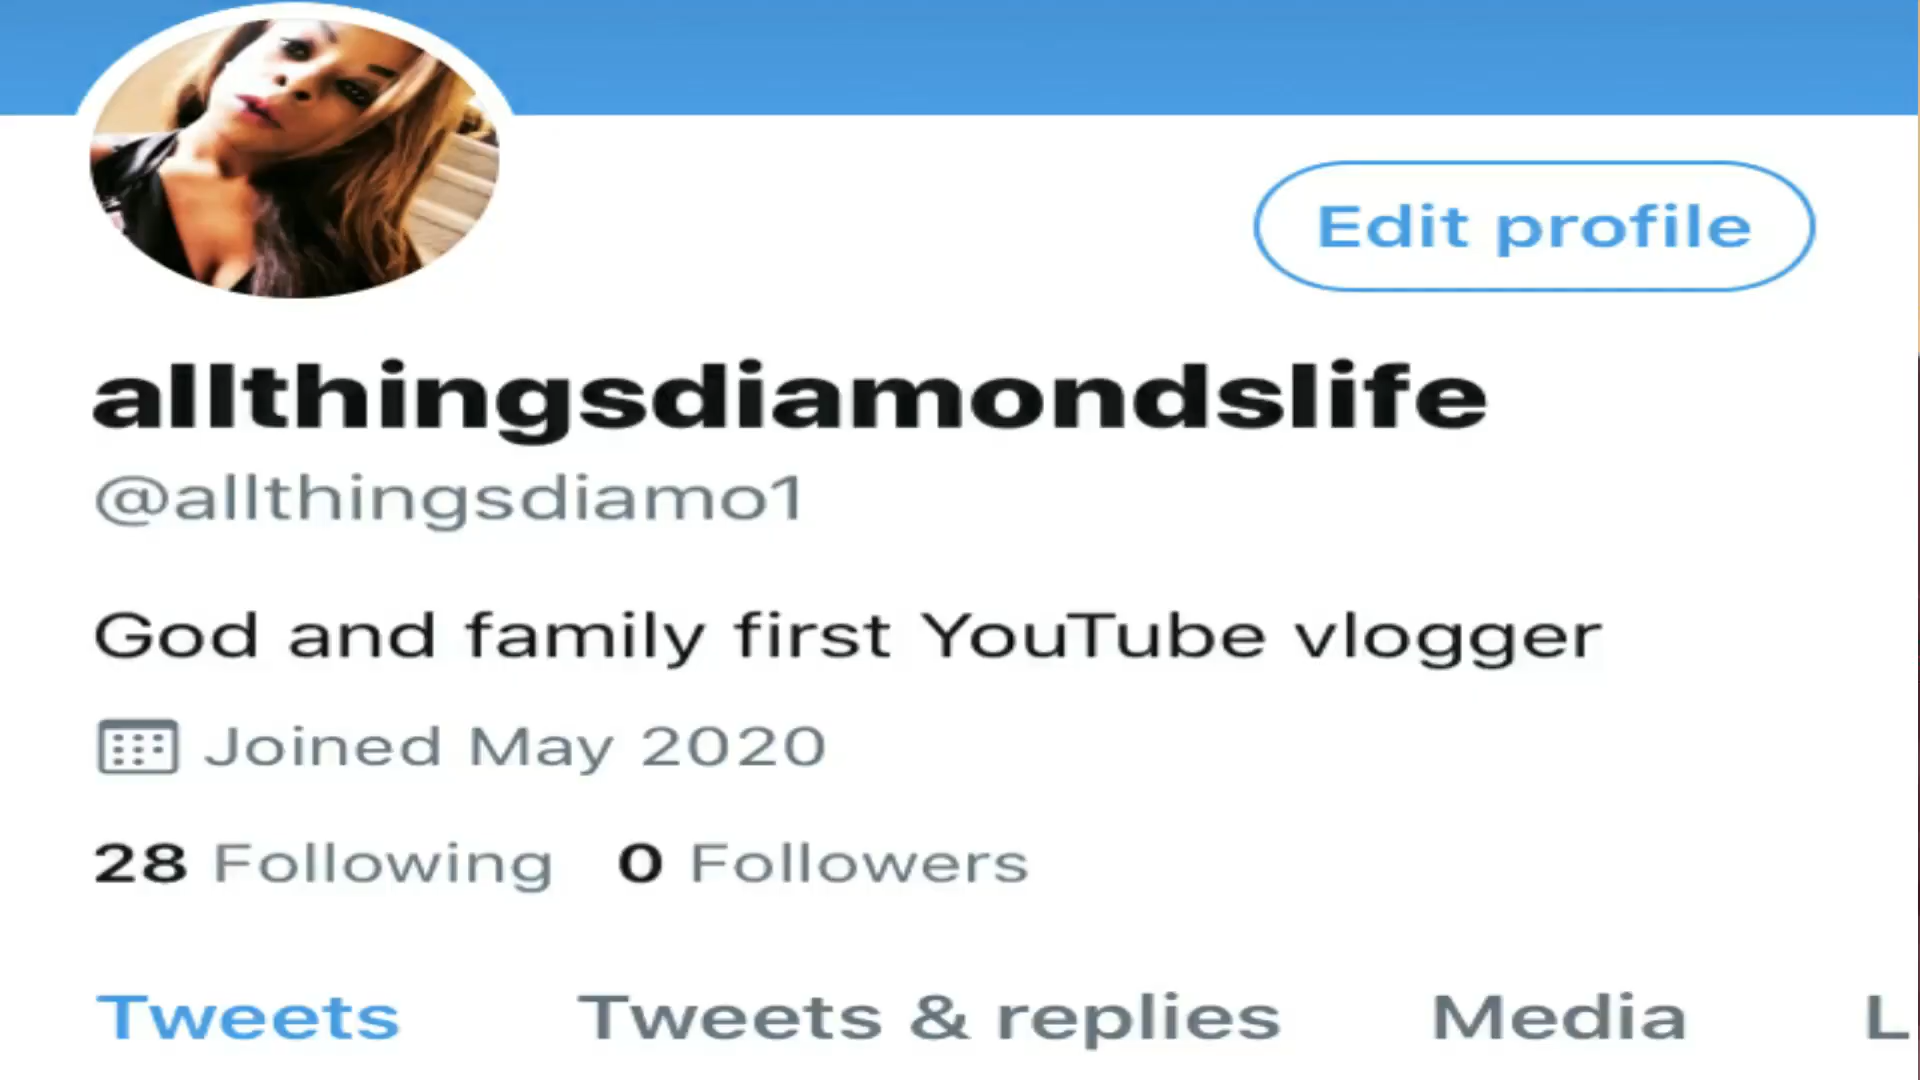 Edit profile
allthingsdiamondslife
@allthingsdiamo1
God and family first YouTube vlogger
Joined May 2020
28 Following 0 Followers
Tweets Tweets & replies Media L